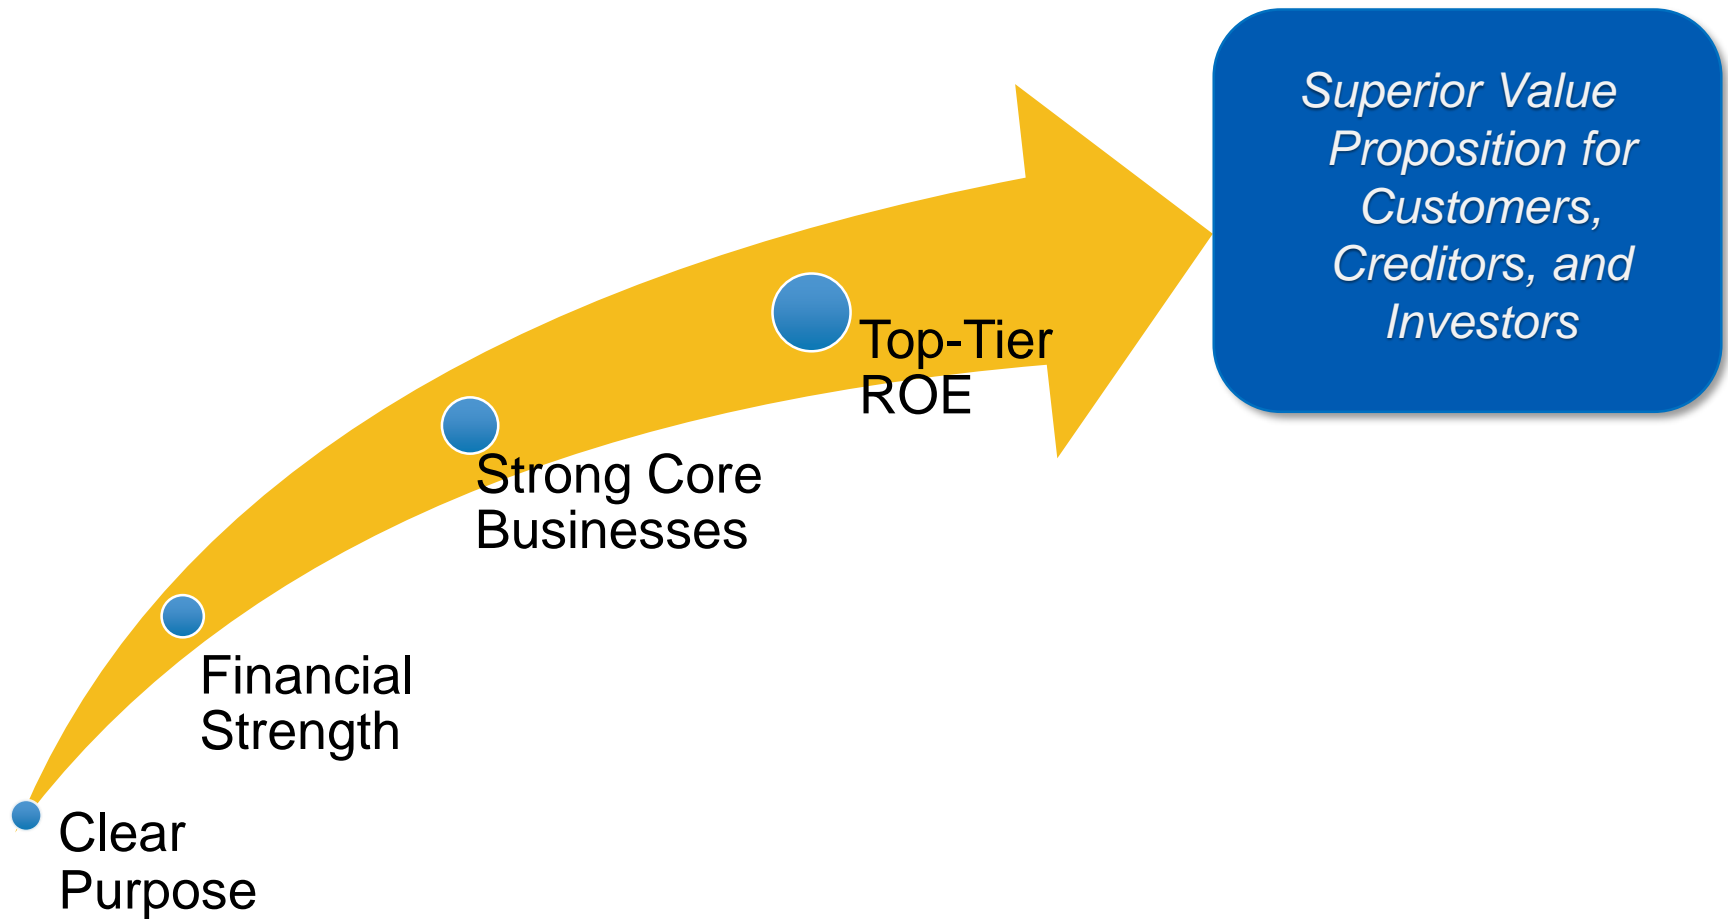 Superior Value
Proposition for
Customers,
Creditors, and
Investors
Top-Tier
ROE
Strong Core
Businesses
Financial
Strength
Clear
Purpose